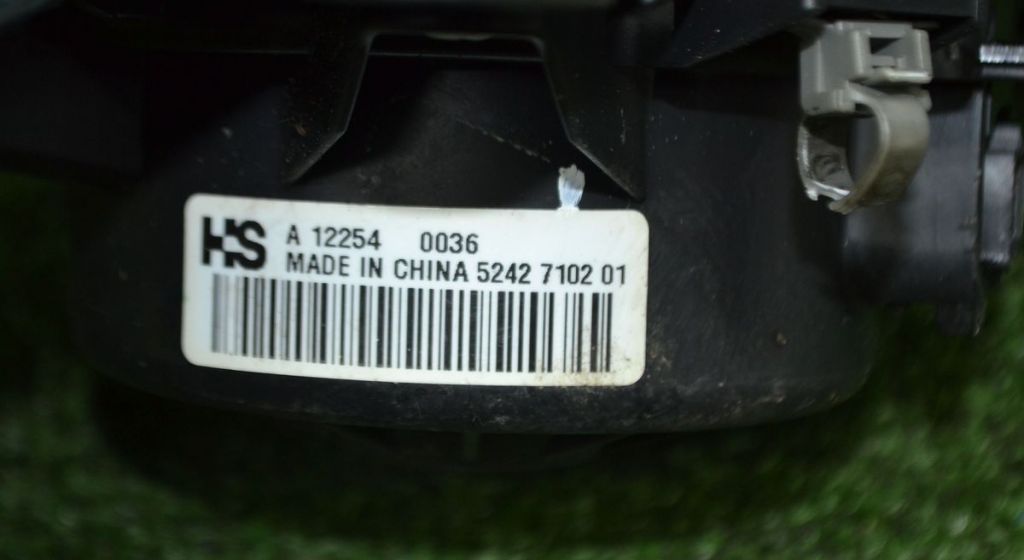 HS A 12254 0036
MADE IN CHINA 5242 7102 01